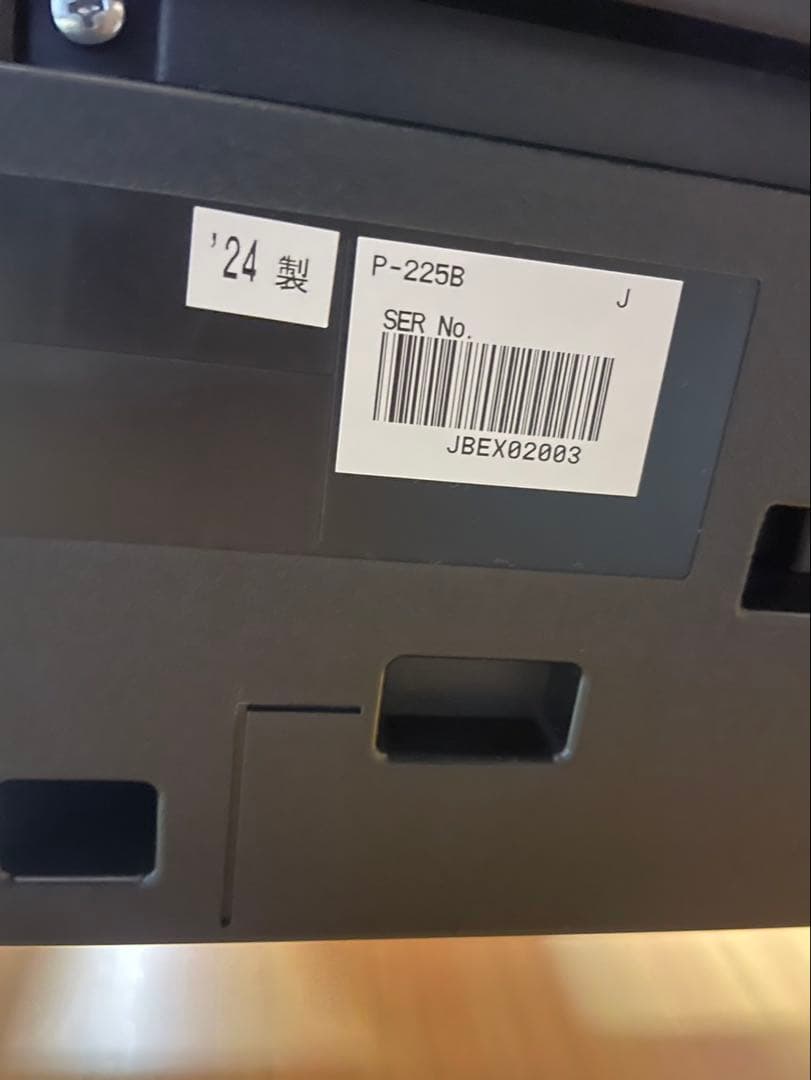 '24 製
P-225B
J
SER No.
JBEX02003